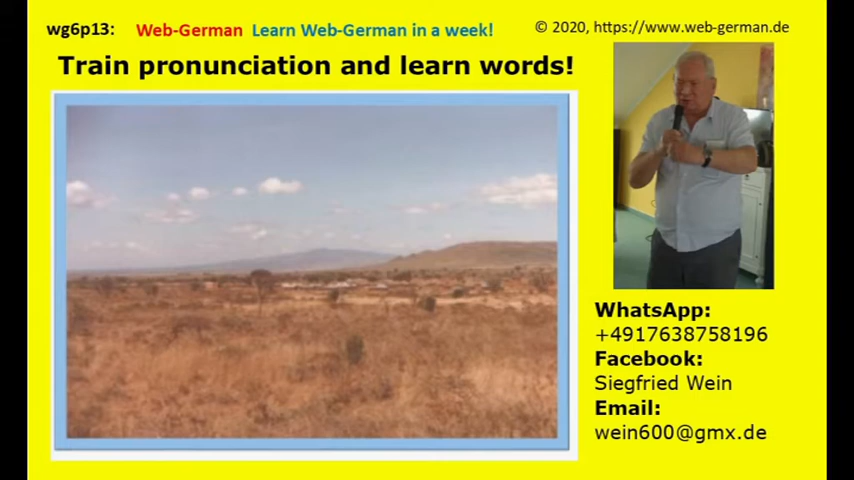 wg6p13: Web-German Learn Web-German in a week! © 2020, https://www.web-german.de
Train pronunciation and learn words!
WhatsApp:
+4917638758196
Facebook:
Siegfried Wein
Email:
wein600@gmx.de